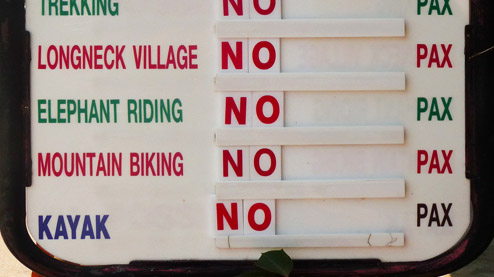 TREKKING NO PAX
LONGNECK VILLAGE NO PAX
ELEPHANT RIDING NO PAX
MOUNTAIN BIKING NO PAX
KAYAK NO PAX